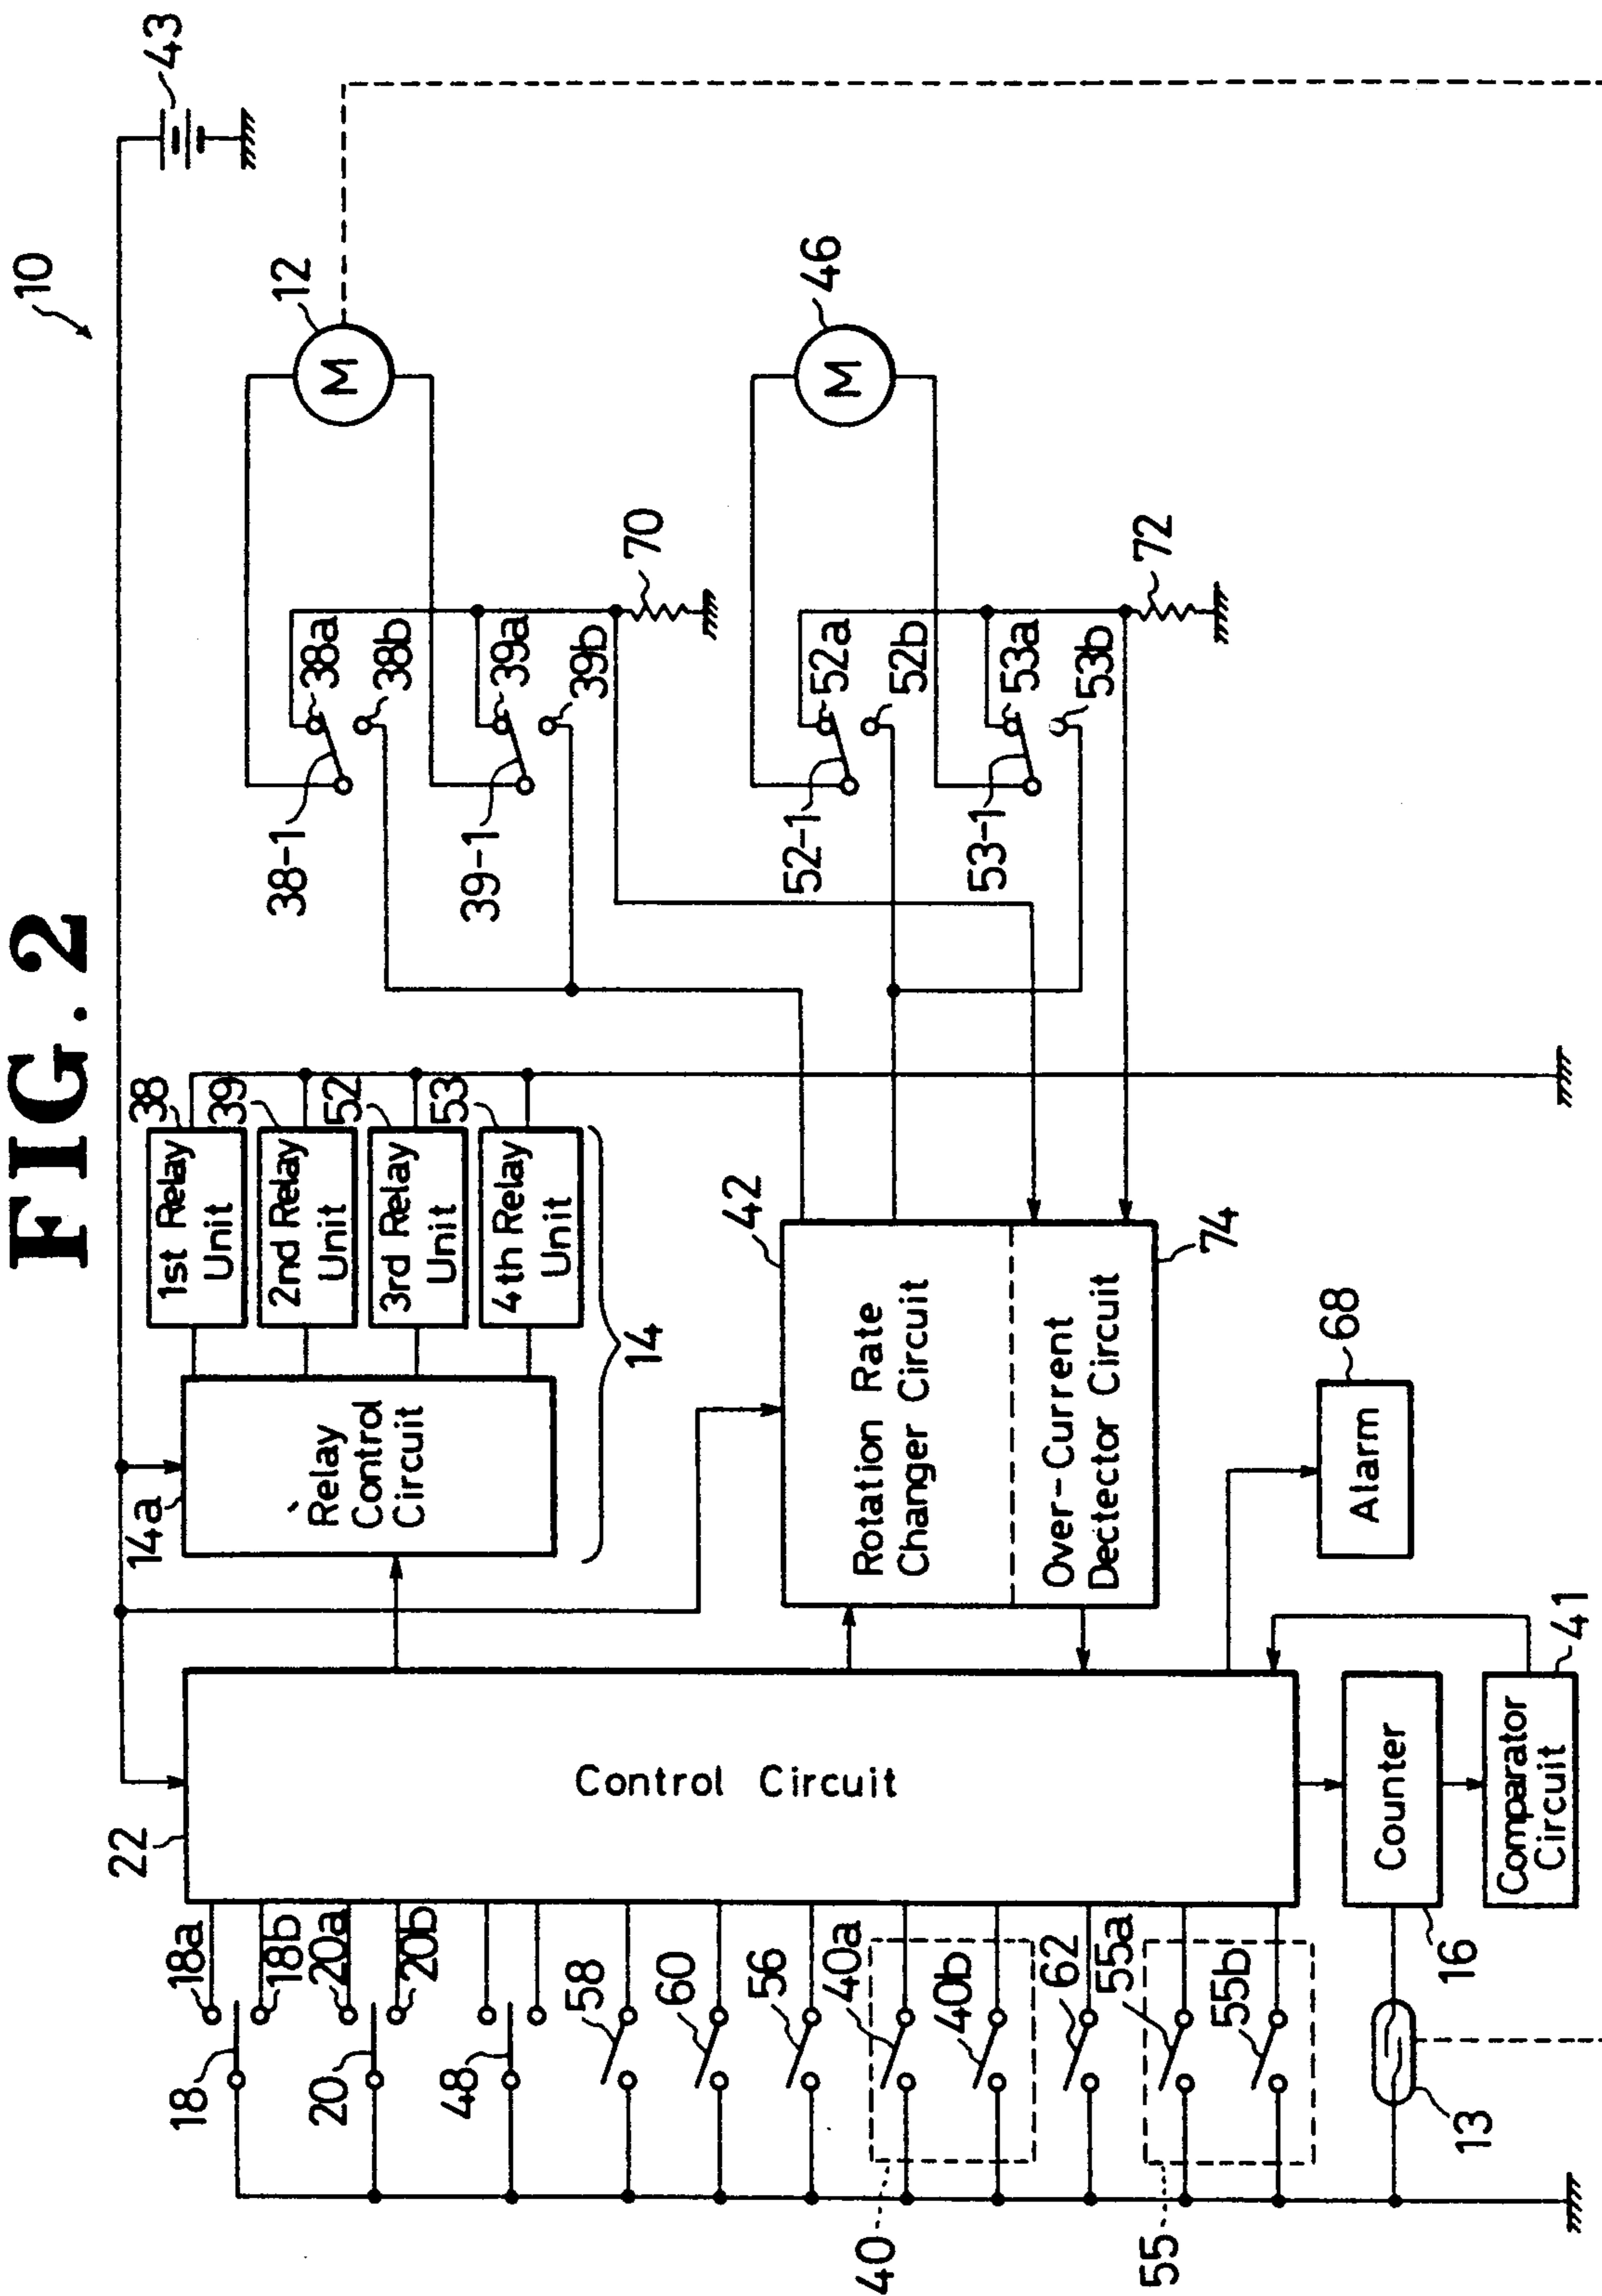 FIG. 2
10
43
12
M
46
M
38a
38b
38-1
39a
39b
39-1
70
52a
52b
52-1
53a
53b
53-1
72
38
1st Relay
Unit
39
2nd Relay
Unit
52
3rd Relay
Unit
53
4th Relay
Unit
14
14a
Relay
Control
Circuit
42
Rotation Rate
Changer Circuit
Over-Current
Dectector Circuit
74
68
Alarm
22
Control Circuit
Counter
16
41
Comparator
Circuit
18a
18b
18
20a
20b
20
48
58
60
56
40a
40b
40
62
55a
55b
55
13